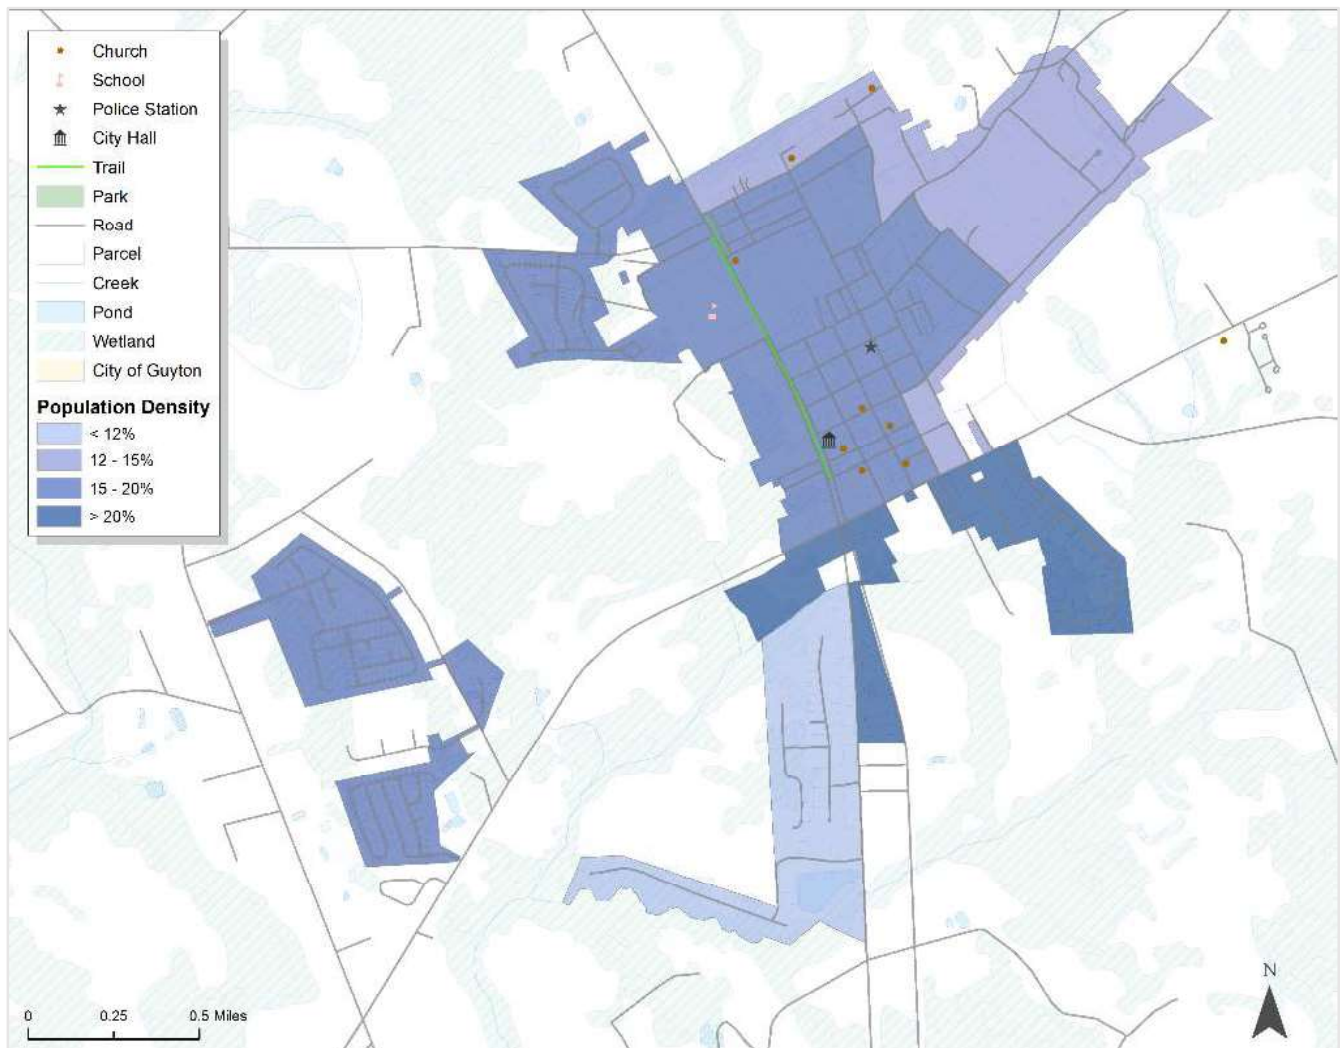 Church
School
Police Station
City Hall
Trail
Park
Road
Parcel
Creek
Pond
Wetland
City of Guyton
Population Density
< 12%
12 - 15%
15 - 20%
> 20%
N
0 0.25 0.5 Miles